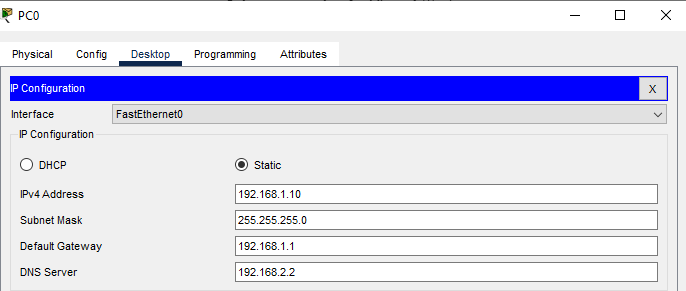 PC0
Physical Config Desktop Programming Attributes
IP Configuration X
Interface FastEthernet0
IP Configuration
DHCP Static
IPv4 Address 192.168.1.10
Subnet Mask 255.255.255.0
Default Gateway 192.168.1.1
DNS Server 192.168.2.2